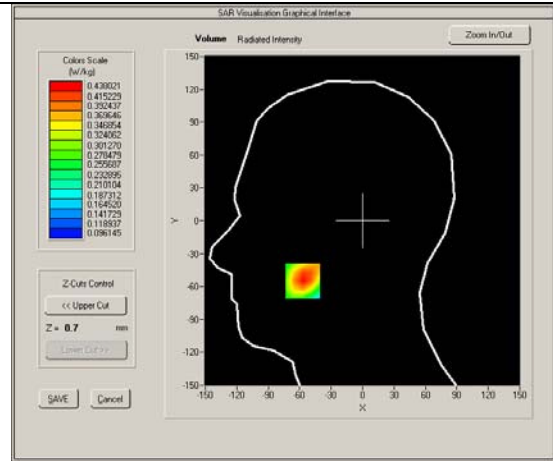 SAR Visualisation Graphical Interface
Volume Radiated Intensity
Zoom In/Out
Colors Scale
(W/kg)
0.438021
0.415229
0.392437
0.369646
0.346854
0.324062
0.301270
0.278479
0.255687
0.232895
0.210104
0.187312
0.164520
0.141729
0.118937
0.096145
Z-Cuts Control
<< Upper Cut
Z = 0.7 mm
Lower Cut >>
SAVE Cancel
Y
150-
120-
90-
60-
30-
0-
-30-
-60-
-90-
-120-
-150-
-150 -120 -90 -60 -30 0 30 60 90 120 150
X